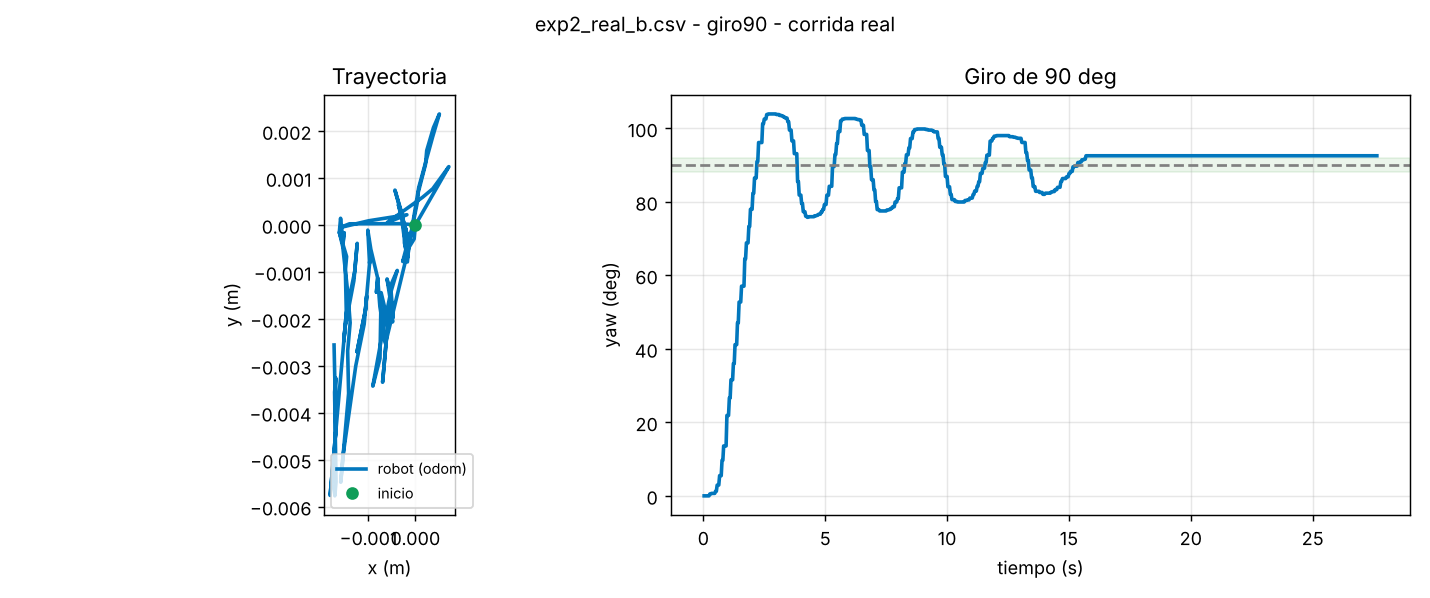 exp2_real_b.csv - giro90 - corrida real
Trayectoria
0.002
0.001
0.000
−0.001
−0.002
−0.003
−0.004
−0.005
−0.006
y (m)
robot (odom)
inicio
−0.001
0.000
x (m)
Giro de 90 deg
100
80
60
40
20
0
yaw (deg)
0
5
10
15
20
25
tiempo (s)